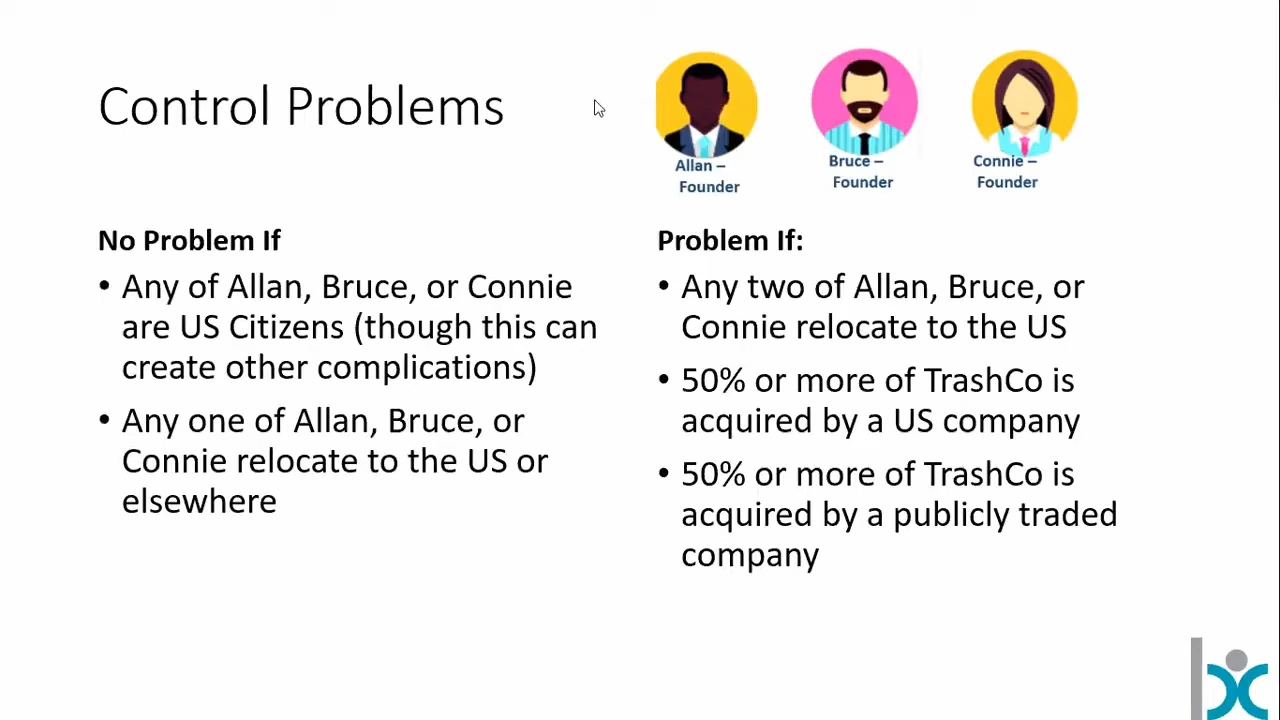 Control Problems
Allan –
Founder
Bruce –
Founder
Connie –
Founder
No Problem If
• Any of Allan, Bruce, or Connie
are US Citizens (though this can
create other complications)
• Any one of Allan, Bruce, or
Connie relocate to the US or
elsewhere
Problem If:
• Any two of Allan, Bruce, or
Connie relocate to the US
• 50% or more of TrashCo is
acquired by a US company
• 50% or more of TrashCo is
acquired by a publicly traded
company